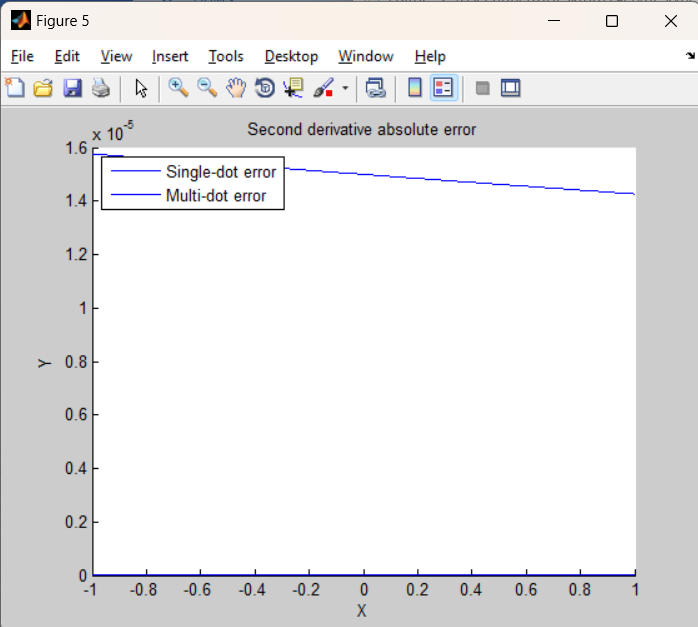 Figure 5
File Edit View Insert Tools Desktop Window Help
Second derivative absolute error
x 10^-5
1.6
Single-dot error
Multi-dot error
1.4
1.2
1
0.8
Y
0.6
0.4
0.2
0
-1 -0.8 -0.6 -0.4 -0.2 0 0.2 0.4 0.6 0.8 1
X